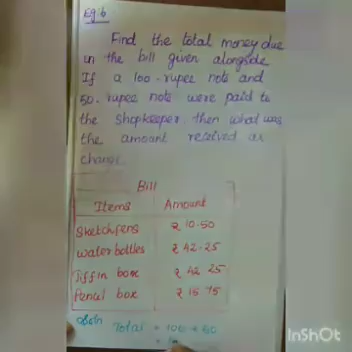 Eg:6
Find the total money due
in the bill given alongside
If a 100-rupee note and
50-rupee note were paid to
the shopkeeper, then what was
the amount received as
change.
Bill
Items Amount
Sketchpens ₹ 10.50
water bottles ₹ 42.25
Tiffin box ₹ 42 25
Pencil box ₹ 15 75
Total = 100 + 50
InShOt